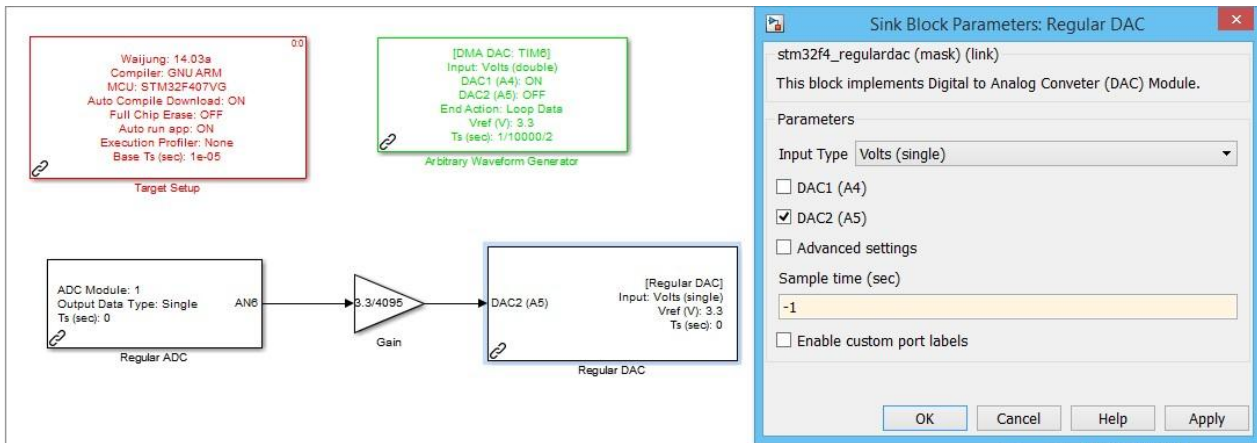 0:0
Waijung: 14.03a
Compiler: GNU ARM
MCU: STM32F407VG
Auto Compile Download: ON
Full Chip Erase: OFF
Auto run app: ON
Execution Profiler: None
Base Ts (sec): 1e-05
Target Setup
[DMA DAC: TIM6]
Input: Volts (double)
DAC1 (A4): ON
DAC2 (A5): OFF
End Action: Loop Data
Vref (V): 3.3
Ts (sec): 1/10000/2
Arbitrary Waveform Generator
ADC Module: 1
Output Data Type: Single
Ts (sec): 0
AN6
Regular ADC
3.3/4095
Gain
DAC2 (A5)
[Regular DAC]
Input: Volts (single)
Vref (V): 3.3
Ts (sec): 0
Regular DAC
Sink Block Parameters: Regular DAC
stm32f4_regulardac (mask) (link)
This block implements Digital to Analog Conveter (DAC) Module.
Parameters
Input Type Volts (single)
DAC1 (A4)
DAC2 (A5)
Advanced settings
Sample time (sec)
-1
Enable custom port labels
OK Cancel Help Apply